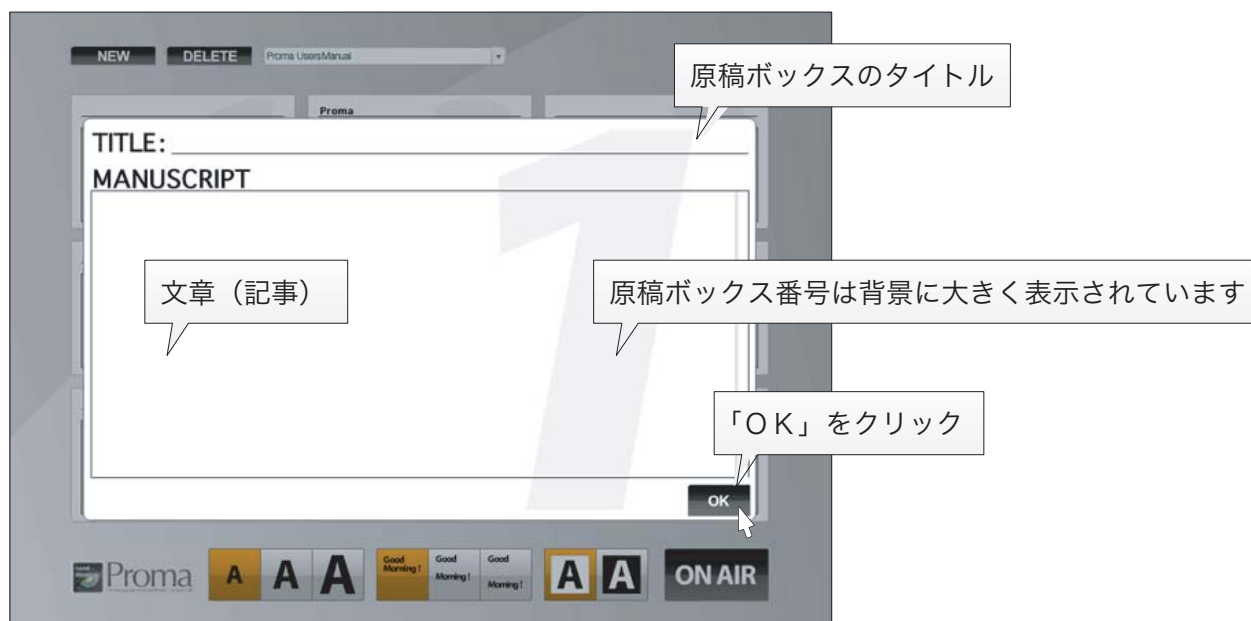 NEW DELETE Proma UsersManual
原稿ボックスのタイトル
Proma
TITLE:
MANUSCRIPT
1
文章（記事）
原稿ボックス番号は背景に大きく表示されています
「ＯＫ」をクリック
OK
Proma A A A Good Morning ! Good Morning ! Good Morning ! A A ON AIR